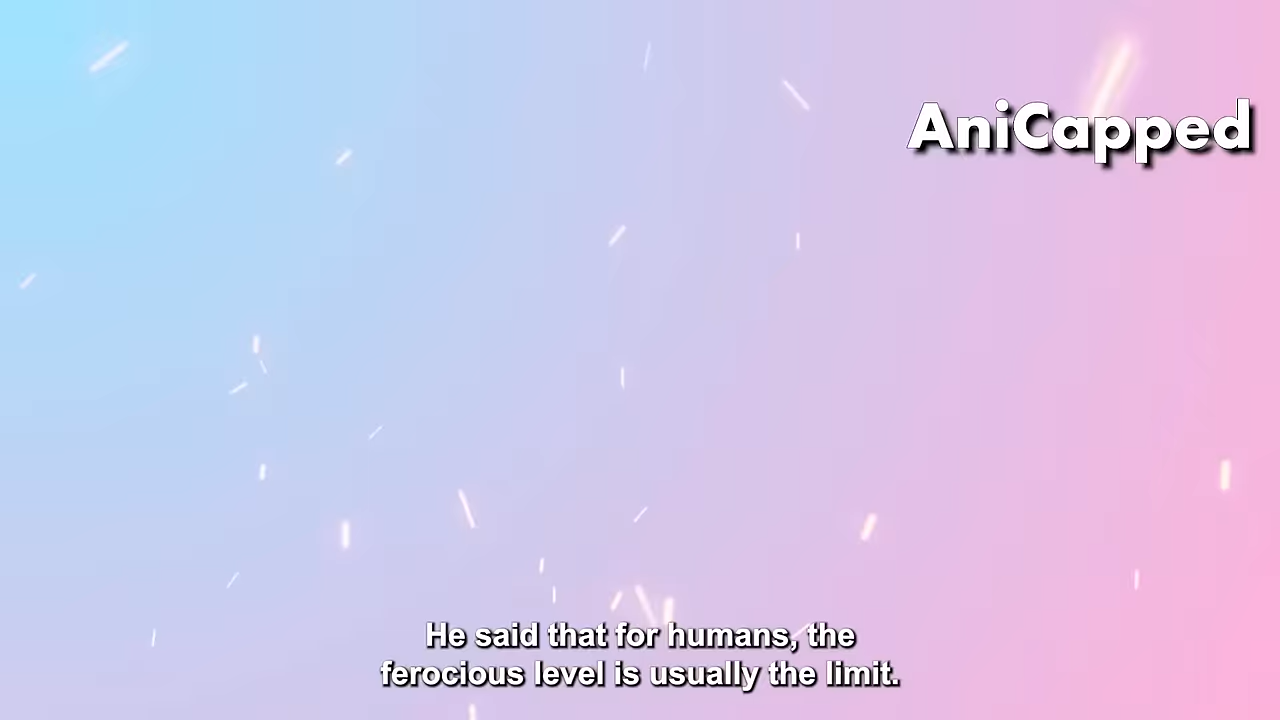 AniCapped
He said that for humans, the
ferocious level is usually the limit.